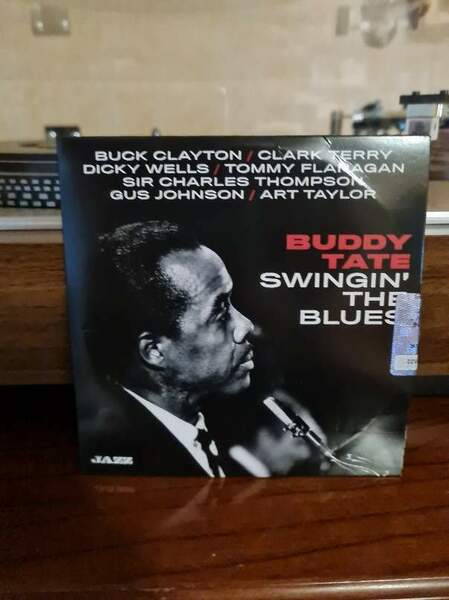 BUCK CLAYTON / CLARK TERRY
DICKY WELLS / TOMMY FLANAGAN
SIR CHARLES THOMPSON
GUS JOHNSON / ART TAYLOR
BUDDY
TATE
SWINGIN'
THE
BLUES
JAZZ